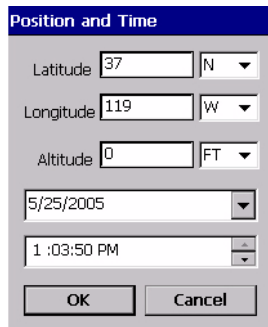 Position and Time
Latitude 37 N
Longitude 119 W
Altitude 0 FT
5/25/2005
1 :03:50 PM
OK Cancel